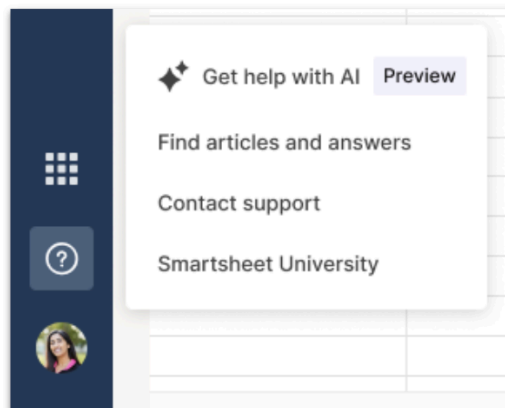 Get help with AI Preview
Find articles and answers
Contact support
Smartsheet University